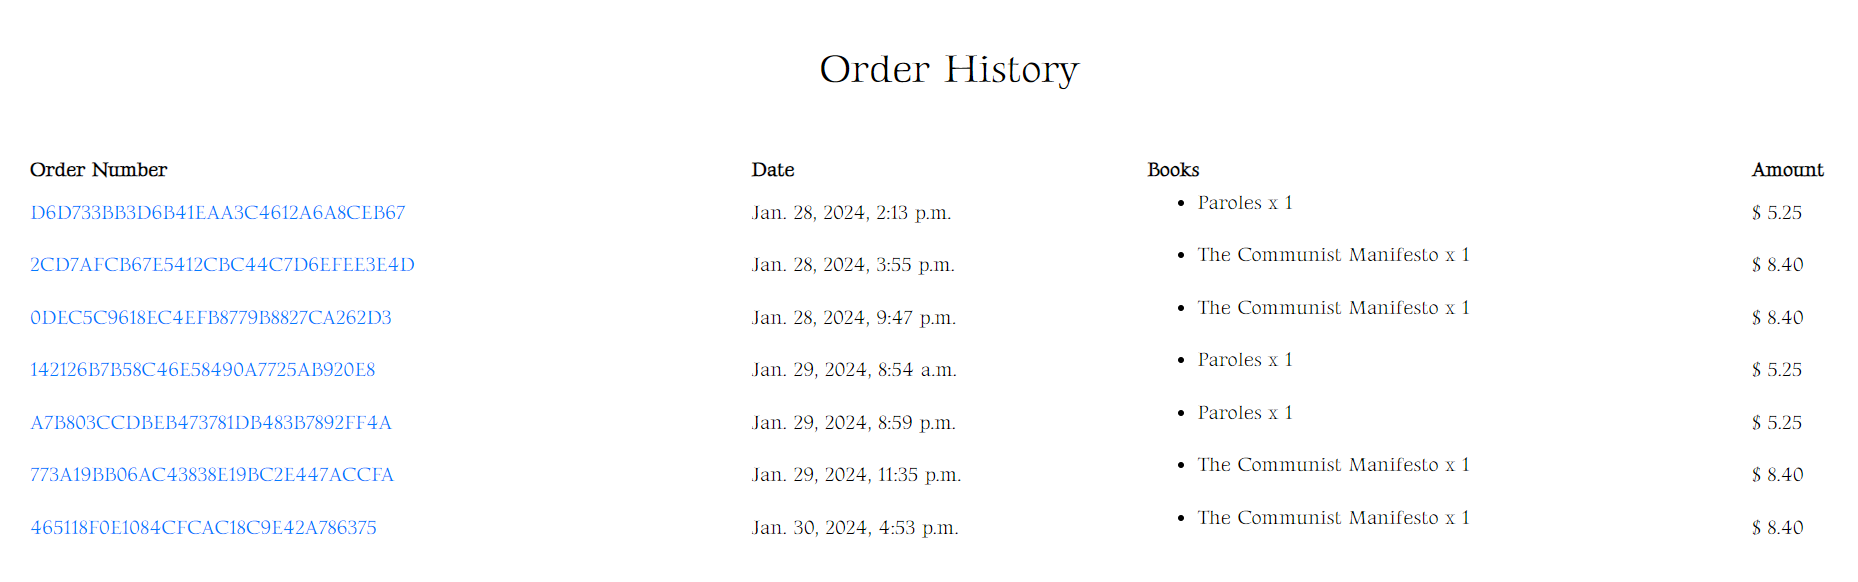 Order History
Order Number Date Books Amount
D6D733BB3D6B41EAA3C4612A6A8CEB67 Jan. 28, 2024, 2:13 p.m. • Paroles x 1 $ 5.25
2CD7AFCB67E5412CBC44C7D6EFEE3E4D Jan. 28, 2024, 3:55 p.m. • The Communist Manifesto x 1 $ 8.40
0DEC5C9618EC4EFB8779B8827CA262D3 Jan. 28, 2024, 9:47 p.m. • The Communist Manifesto x 1 $ 8.40
142126B7B58C46E58490A7725AB920E8 Jan. 29, 2024, 8:54 a.m. • Paroles x 1 $ 5.25
A7B803CCDBEB473781DB483B7892FF4A Jan. 29, 2024, 8:59 p.m. • Paroles x 1 $ 5.25
773A19BB06AC43838E19BC2E447ACCFA Jan. 29, 2024, 11:35 p.m. • The Communist Manifesto x 1 $ 8.40
465118F0E1084CFCAC18C9E42A786375 Jan. 30, 2024, 4:53 p.m. • The Communist Manifesto x 1 $ 8.40